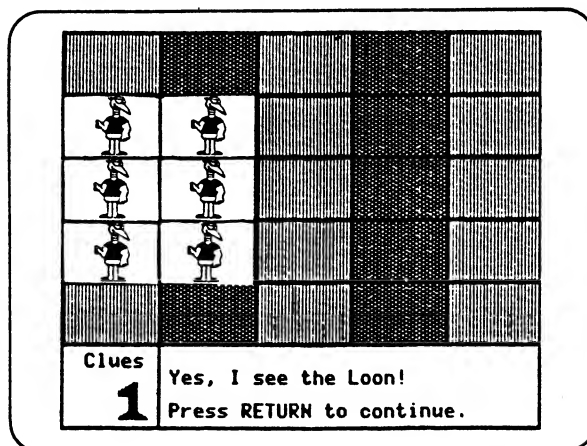 Clues
1
Yes, I see the Loon!
Press RETURN to continue.